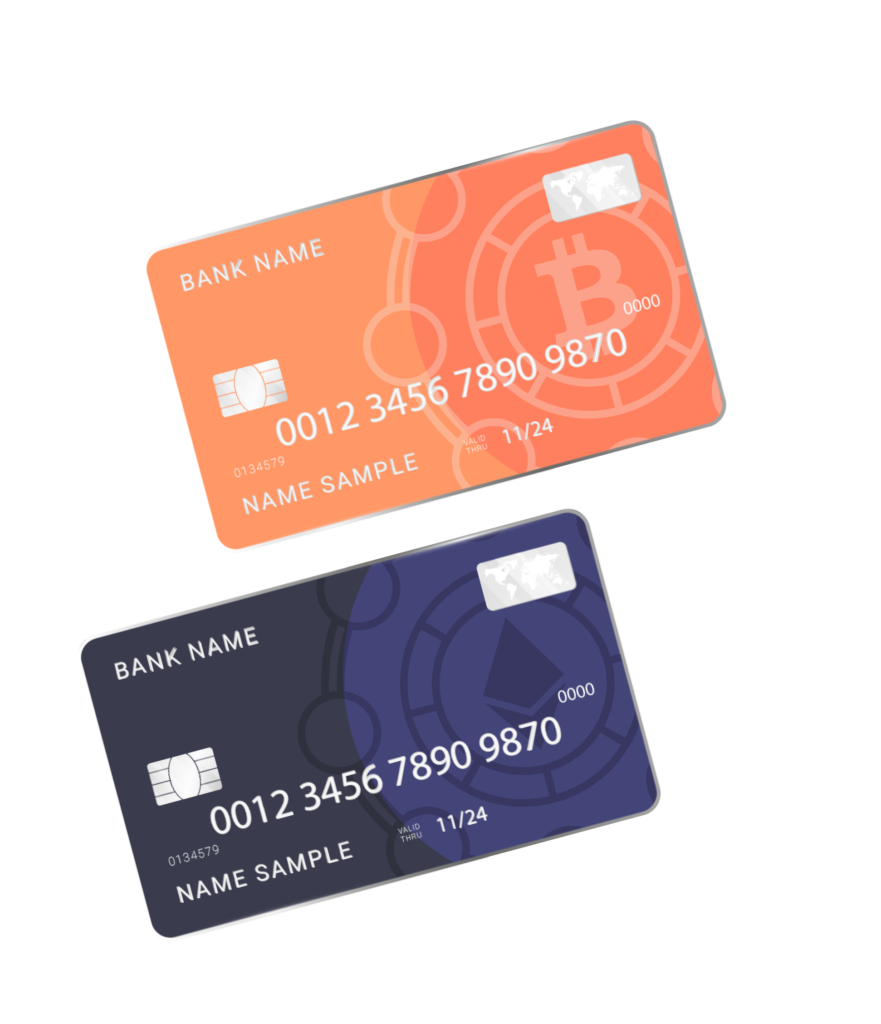 BANK NAME
0000
0012 3456 7890 9870
0134579
VALID
THRU
11/24
NAME SAMPLE
BANK NAME
0000
0012 3456 7890 9870
0134579
VALID
THRU
11/24
NAME SAMPLE